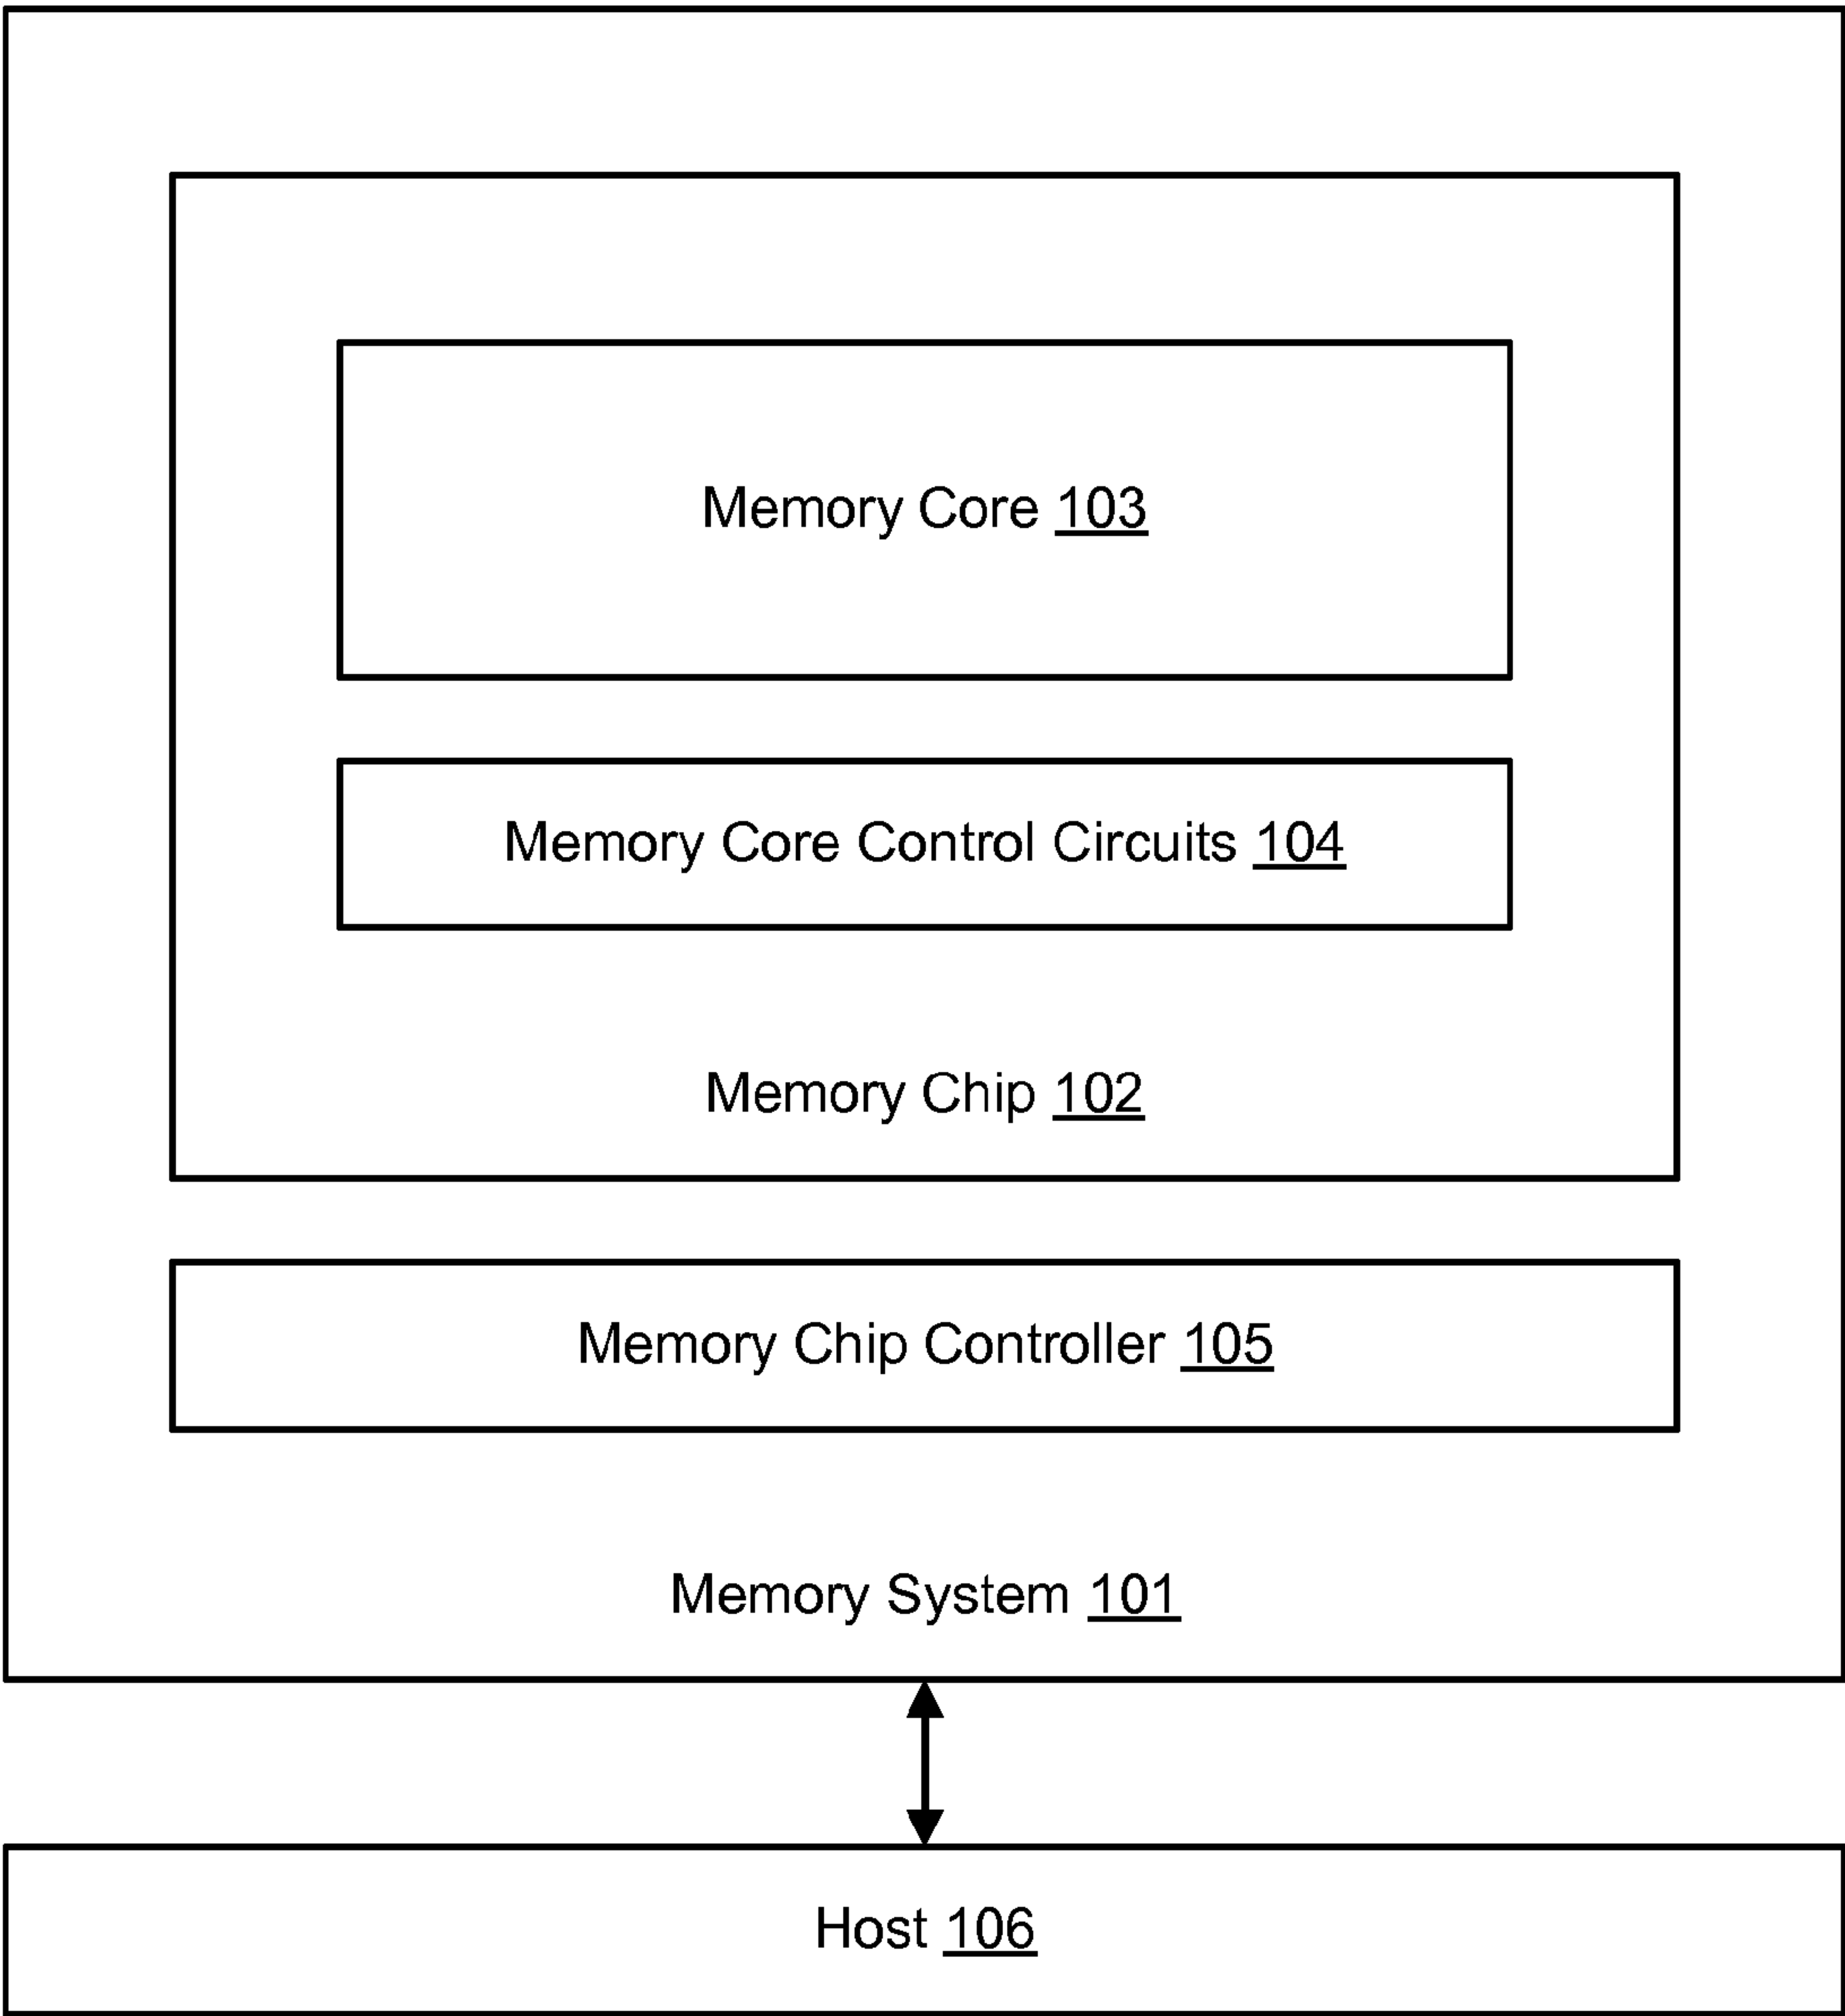 Memory Core 103
Memory Core Control Circuits 104
Memory Chip 102
Memory Chip Controller 105
Memory System 101
Host 106